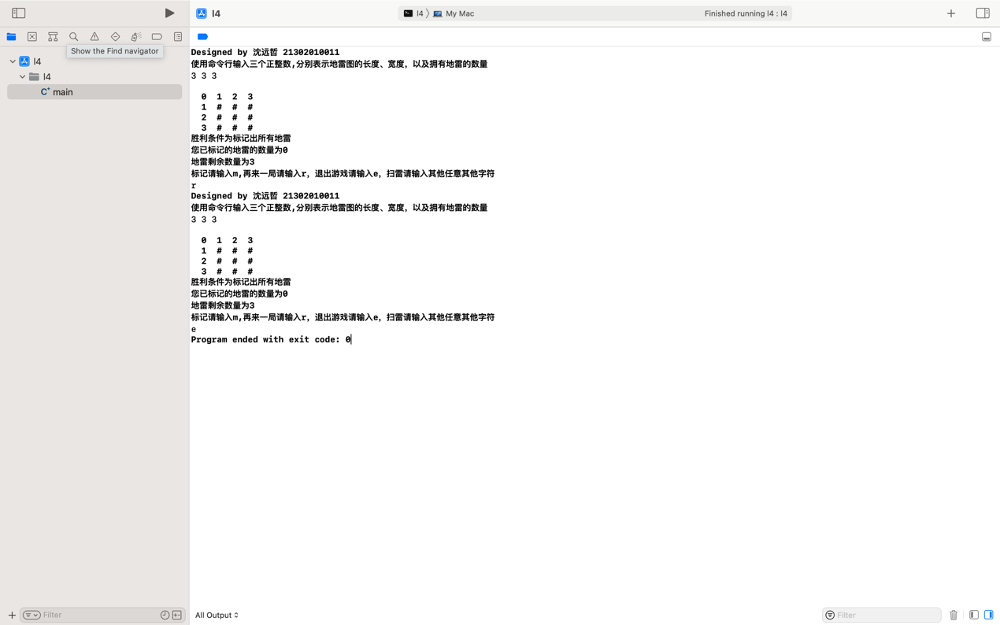 l4
l4 〉 My Mac
Finished running l4 : l4
Show the Find navigator
l4
l4
main
Designed by 沈远哲 21302010011
使用命令行输入三个正整数,分别表示地雷图的长度、宽度，以及拥有地雷的数量
3 3 3
0 1 2 3
1 # # #
2 # # #
3 # # #
胜利条件为标记出所有地雷
您已标记的地雷的数量为0
地雷剩余数量为3
标记请输入m,再来一局请输入r，退出游戏请输入e，扫雷请输入其他任意其他字符
r
Designed by 沈远哲 21302010011
使用命令行输入三个正整数,分别表示地雷图的长度、宽度，以及拥有地雷的数量
3 3 3
0 1 2 3
1 # # #
2 # # #
3 # # #
胜利条件为标记出所有地雷
您已标记的地雷的数量为0
地雷剩余数量为3
标记请输入m,再来一局请输入r，退出游戏请输入e，扫雷请输入其他任意其他字符
e
Program ended with exit code: 0
Filter
All Output
Filter